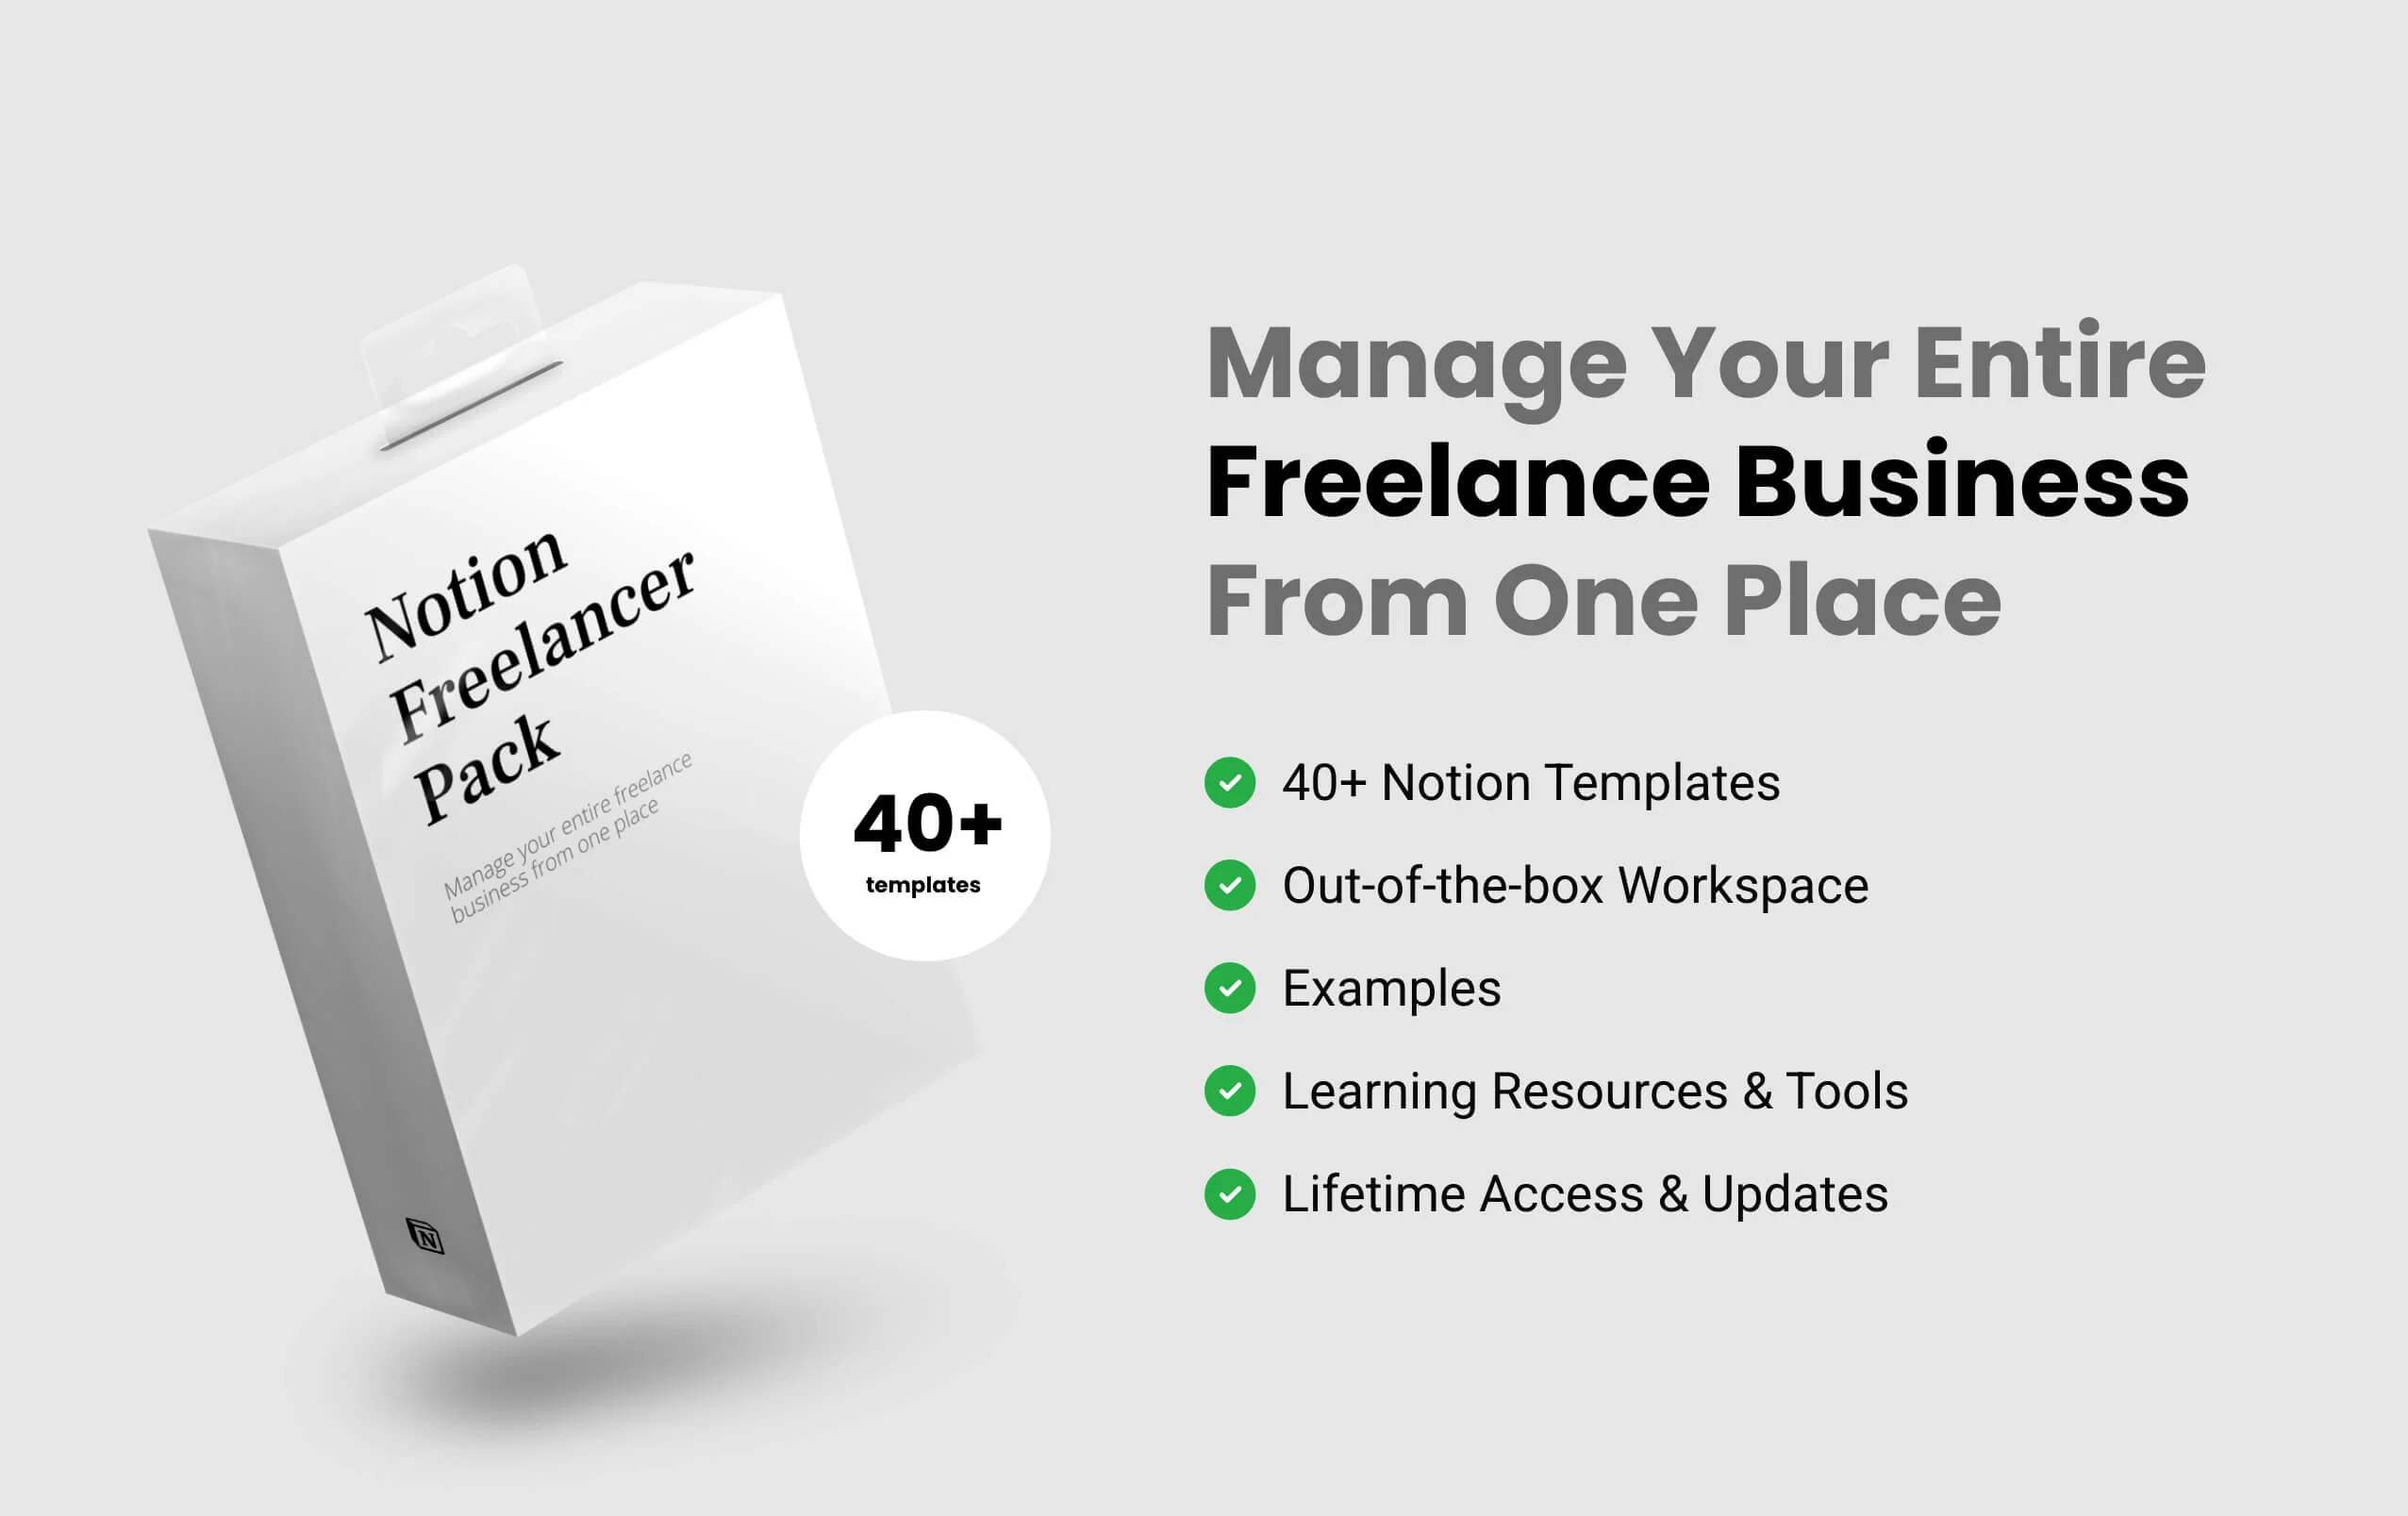 Notion
Freelancer
Pack
Manage your entire freelance
business from one place
N
40+
templates
Manage Your Entire
Freelance Business
From One Place
40+ Notion Templates
Out-of-the-box Workspace
Examples
Learning Resources & Tools
Lifetime Access & Updates